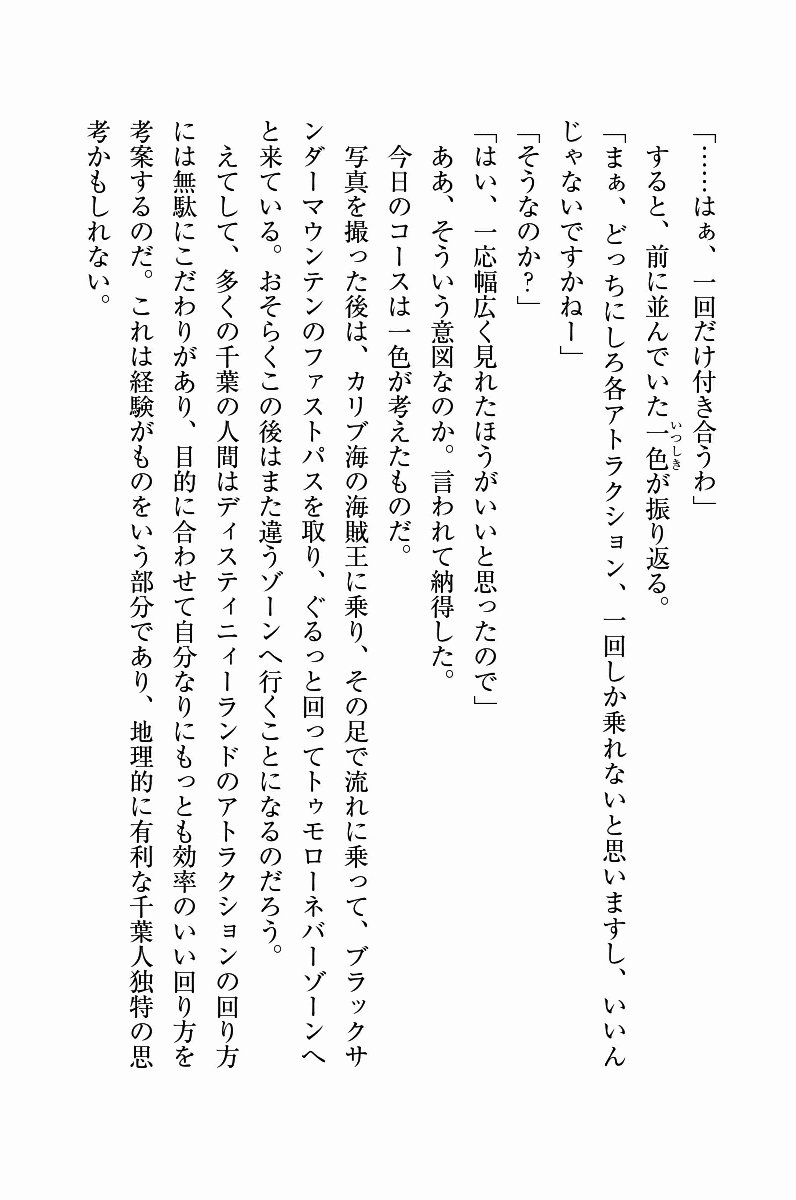 「……はぁ、一回だけ付き合うわ」
すると、前に並んでいた一色が振り返る。
いつしき
「まぁ、どっちにしろ各アトラクション、一回しか乗れないと思いますし、いいん
じゃないですかねー」
「そうなのか？」
「はい、一応幅広く見れたほうがいいと思ったので」
ああ、そういう意図なのか。言われて納得した。
今日のコースは一色が考えたものだ。
写真を撮った後は、カリブ海の海賊王に乗り、その足で流れに乗って、ブラックサ
ンダーマウンテンのファストパスを取り、ぐるっと回ってトゥモローネバーゾーンへ
と来ている。おそらくこの後はまた違うゾーンへ行くことになるのだろう。
えてして、多くの千葉の人間はディスティニィーランドのアトラクションの回り方
には無駄にこだわりがあり、目的に合わせて自分なりにもっとも効率のいい回り方を
考案するのだ。これは経験がものをいう部分であり、地理的に有利な千葉人独特の思
考かもしれない。